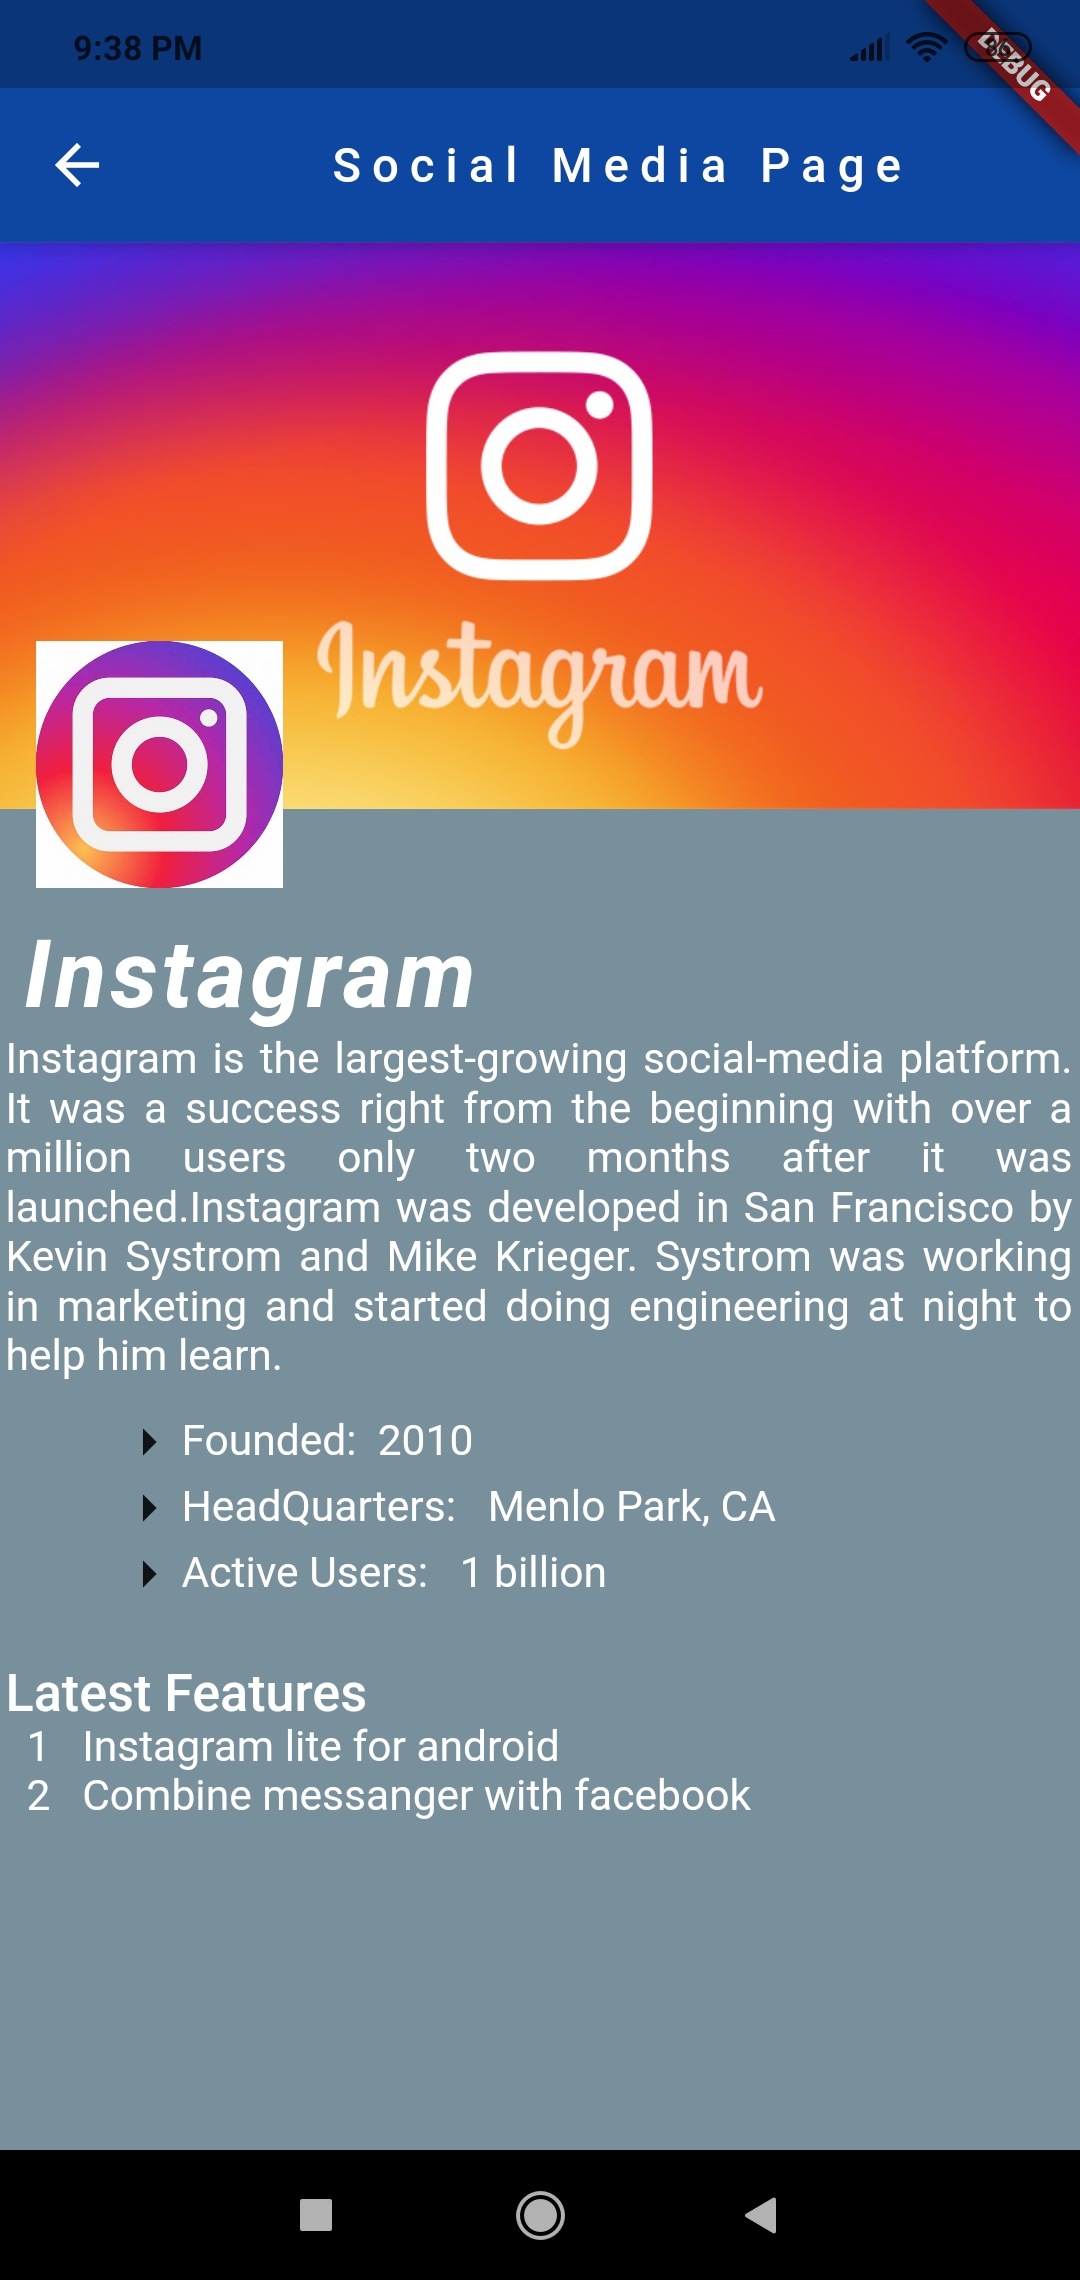 9:38 PM
DEBUG
Social Media Page
Instagram
Instagram
Instagram is the largest-growing social-media platform.
It was a success right from the beginning with over a
million users only two months after it was
launched.Instagram was developed in San Francisco by
Kevin Systrom and Mike Krieger. Systrom was working
in marketing and started doing engineering at night to
help him learn.
Founded: 2010
HeadQuarters: Menlo Park, CA
Active Users: 1 billion
Latest Features
1 Instagram lite for android
2 Combine messanger with facebook